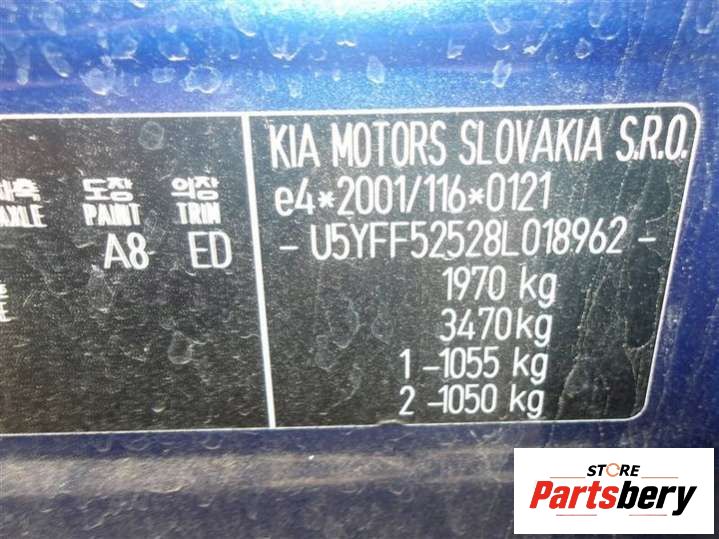 도장 의장
AXLE PAINT TRIM
A8 ED
KIA MOTORS SLOVAKIA S.R.O.
e4*2001/116*0121
- U5YFF52528L018962 -
1970 kg
3470kg
1 -1055 kg
2 -1050 kg
STORE
Partsbery